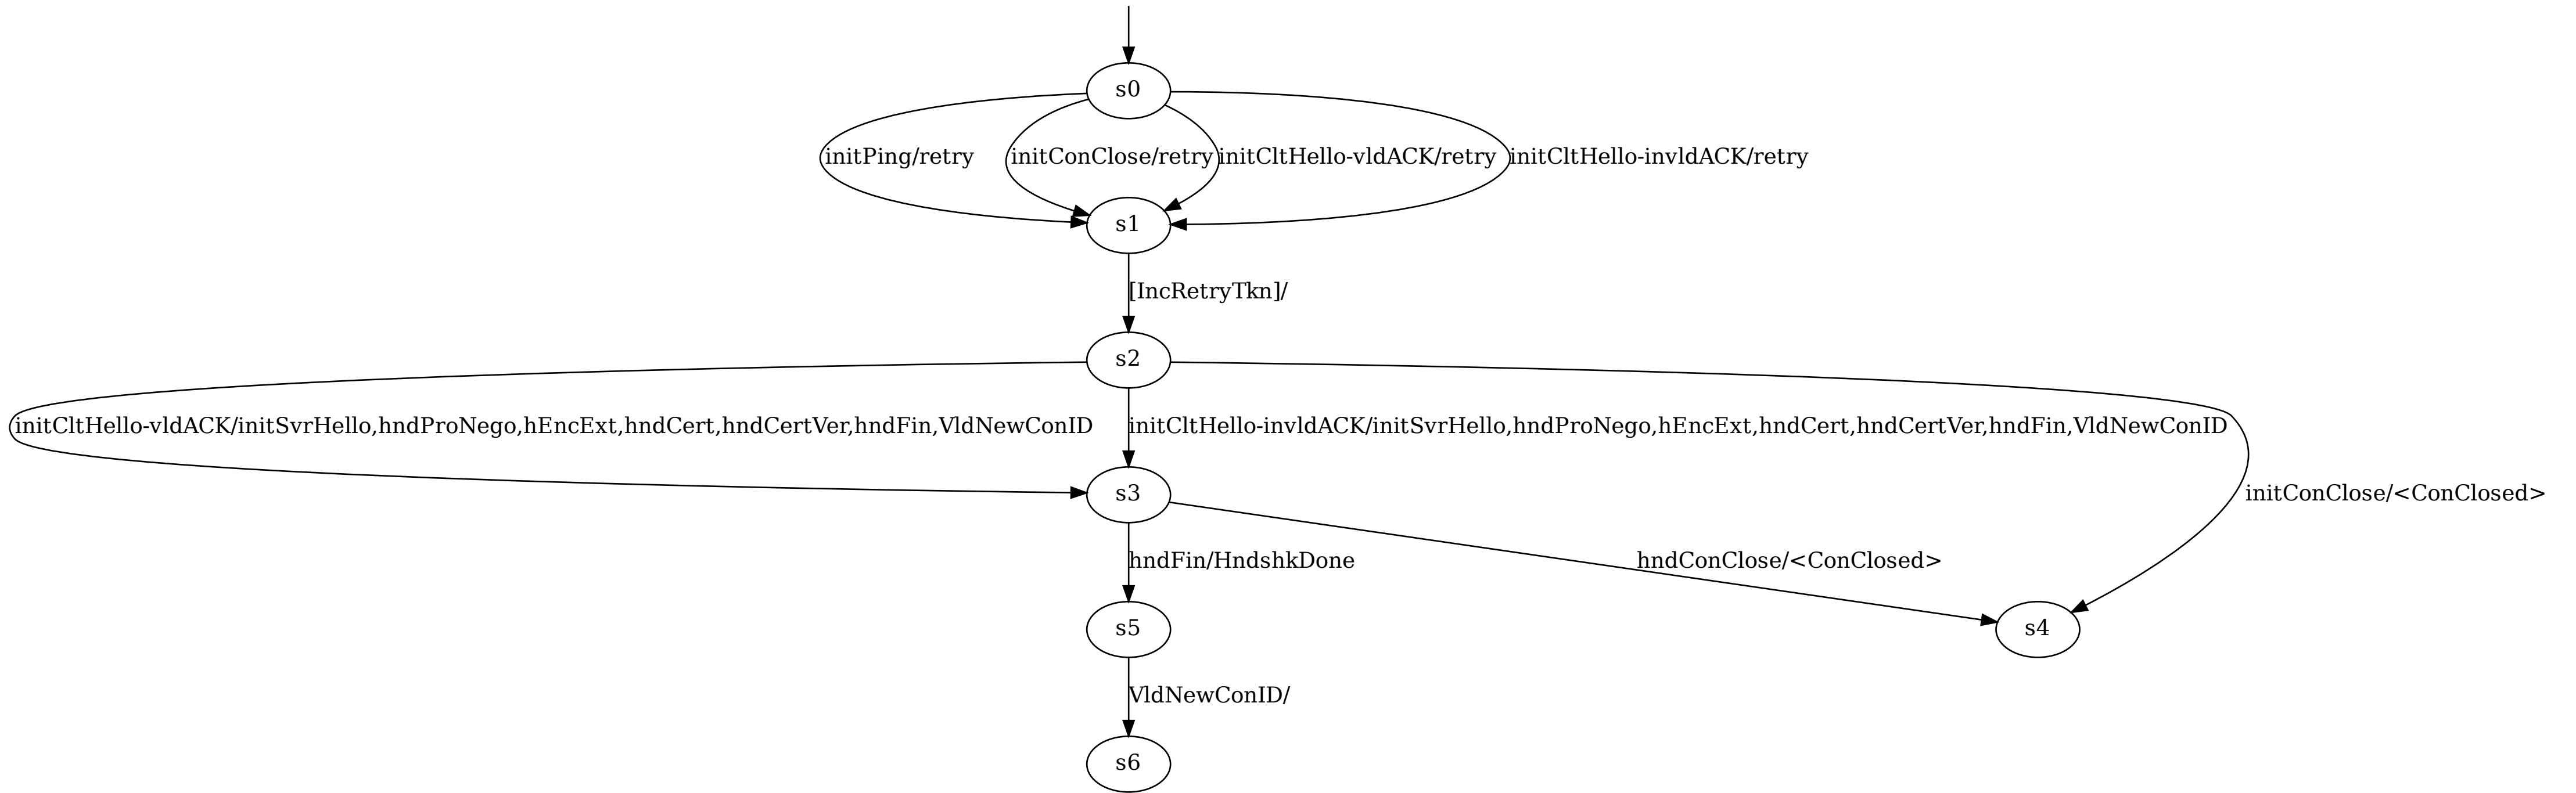 s0
initPing/retry
initConClose/retry
initCltHello-vldACK/retry
initCltHello-invldACK/retry
s1
[IncRetryTkn]/
s2
initCltHello-vldACK/initSvrHello,hndProNego,hEncExt,hndCert,hndCertVer,hndFin,VldNewConID
initCltHello-invldACK/initSvrHello,hndProNego,hEncExt,hndCert,hndCertVer,hndFin,VldNewConID
s3
initConClose/<ConClosed>
hndFin/HndshkDone
hndConClose/<ConClosed>
s5
s4
VldNewConID/
s6